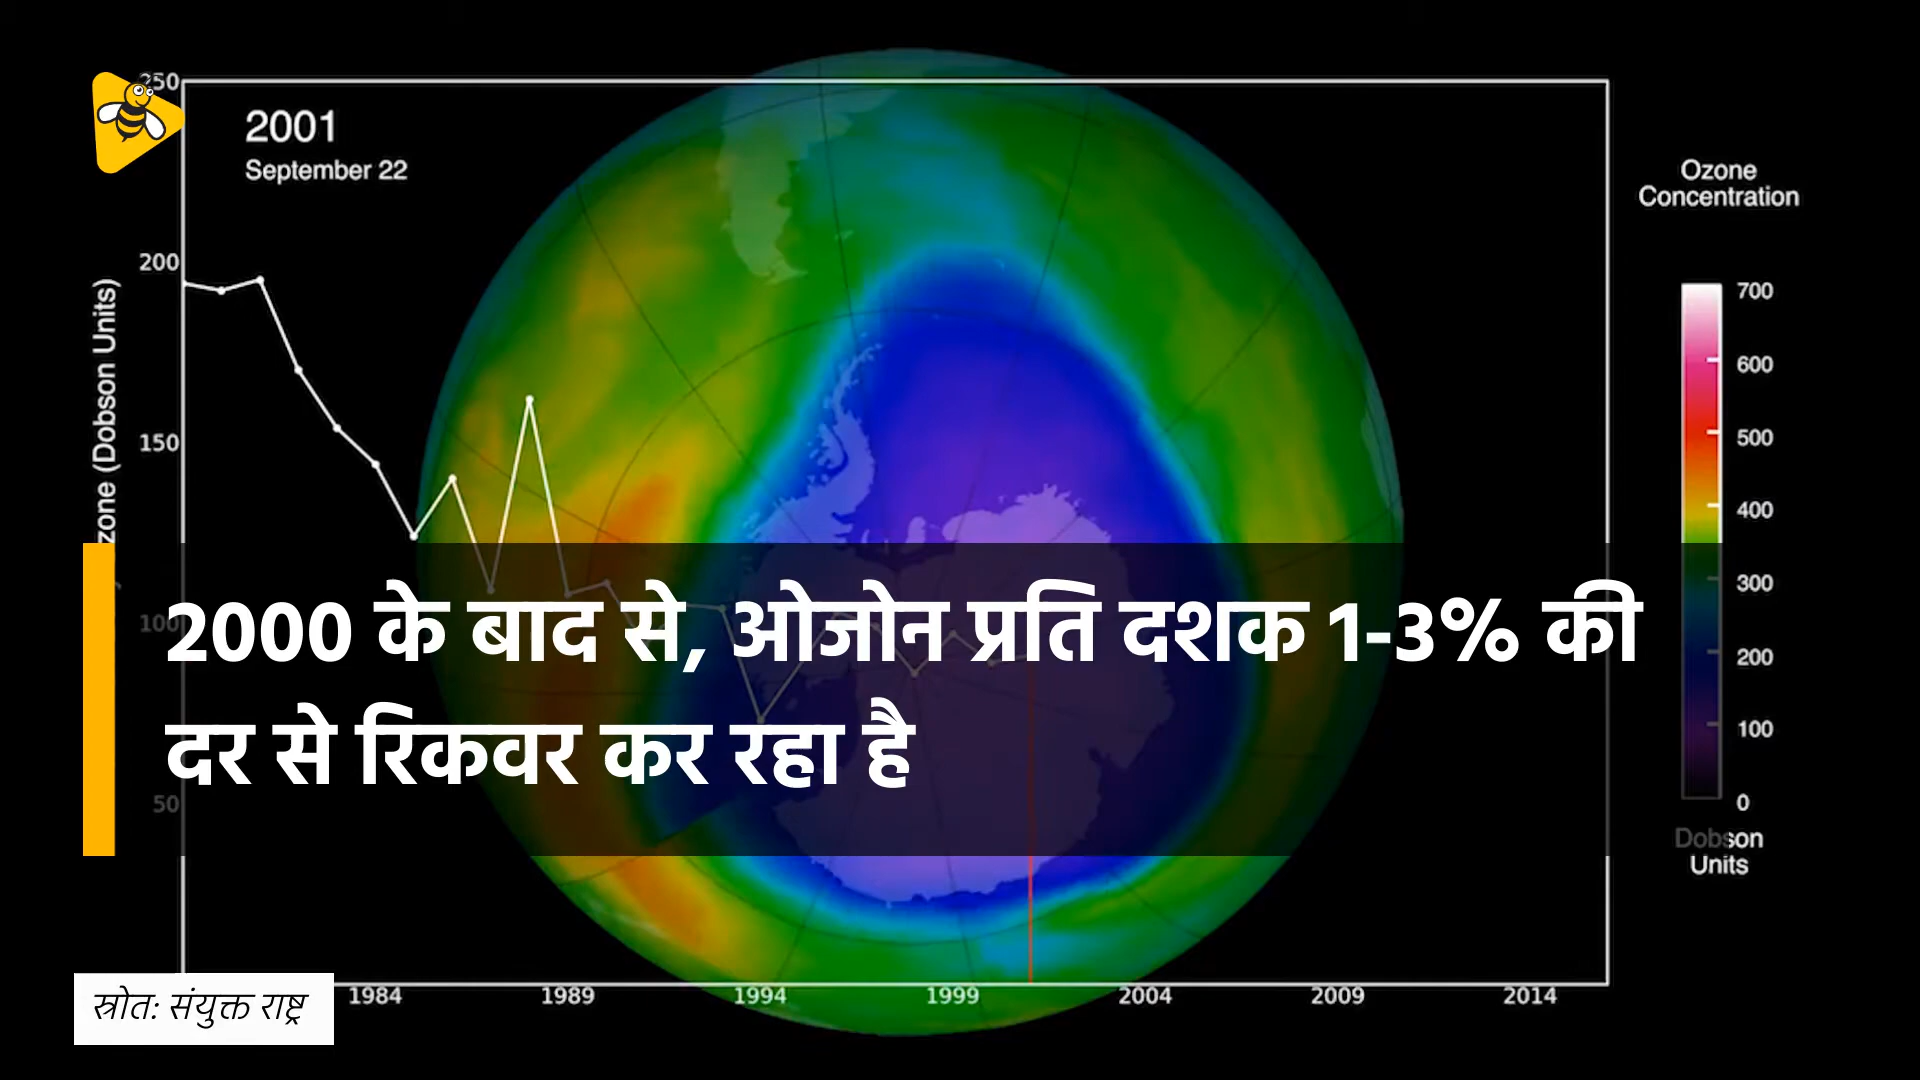 250
2001
September 22
Ozone
Concentration
200
150
100
50
zone (Dobson Units)
700
600
500
400
300
200
100
0
Dobson
Units
2000 के बाद से, ओजोन प्रति दशक 1-3% की
दर से रिकवर कर रहा है
स्रोत: संयुक्त राष्ट्र
1984
1989
1994
1999
2004
2009
2014